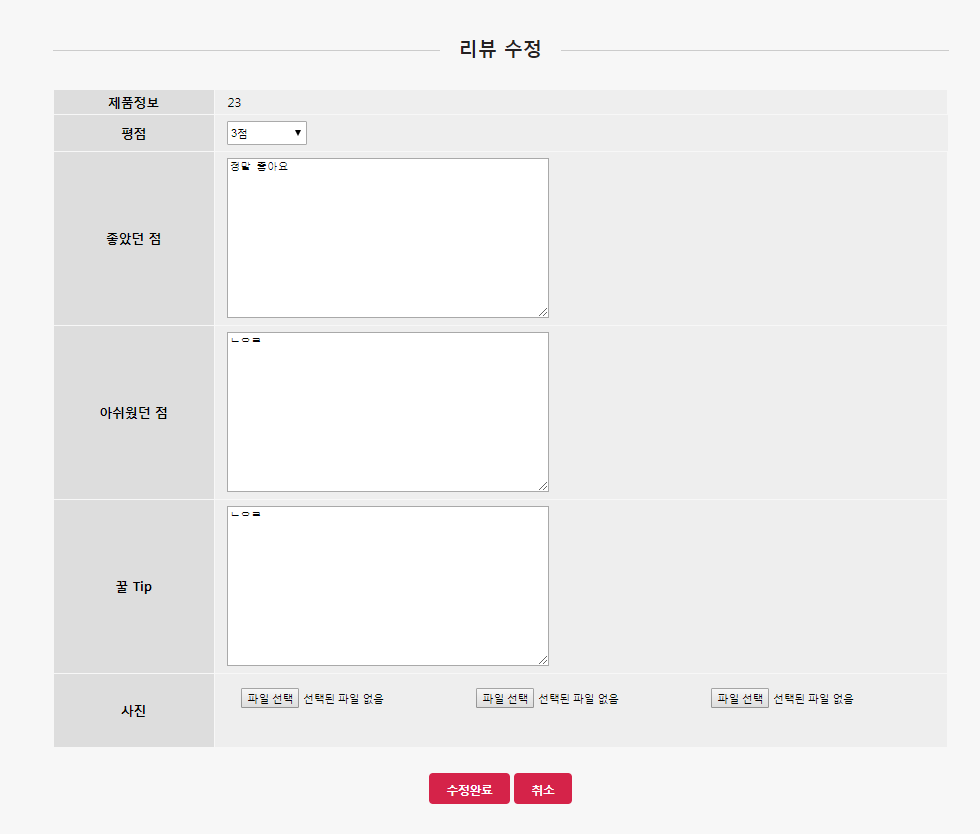 리뷰 수정
제품정보 23
평점 3점
좋았던 점 정말 좋아요
아쉬웠던 점 ㄴㅇㄹ
꿀 Tip ㄴㅇㄹ
사진 파일 선택 선택된 파일 없음 파일 선택 선택된 파일 없음 파일 선택 선택된 파일 없음
수정완료 취소